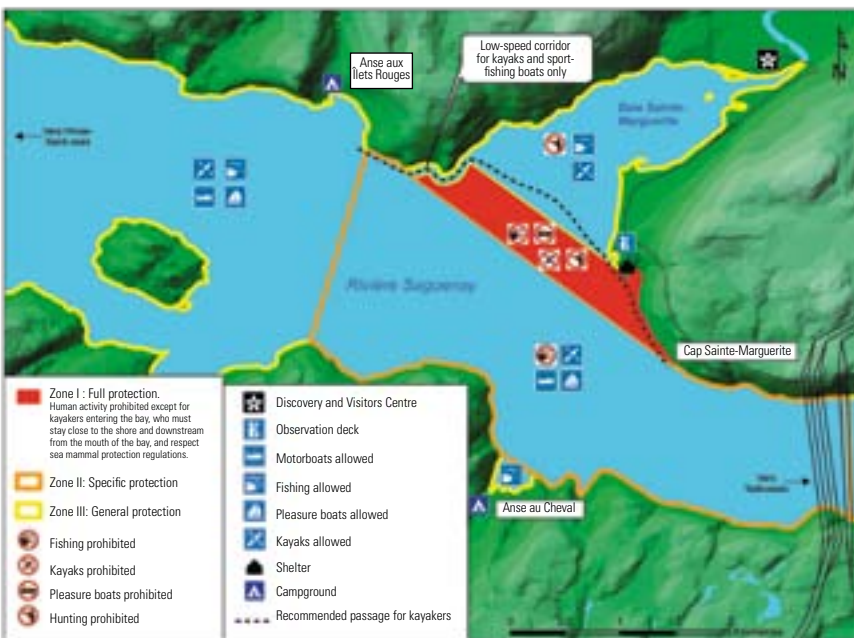 Anse aux
Îlets Rouges
Low-speed corridor
for kayaks and sport-
fishing boats only
Baie Sainte-
Marguerite
Rivière Saguenay
Cap Sainte-Marguerite
Anse au Cheval
Zone I : Full protection.
Human activity prohibited except for
kayakers entering the bay, who must
stay close to the shore and downstream
from the mouth of the bay, and respect
sea mammal protection regulations.
Zone II: Specific protection
Zone III: General protection
Fishing prohibited
Kayaks prohibited
Pleasure boats prohibited
Hunting prohibited
Discovery and Visitors Centre
Observation deck
Motorboats allowed
Fishing allowed
Pleasure boats allowed
Kayaks allowed
Shelter
Campground
Recommended passage for kayakers